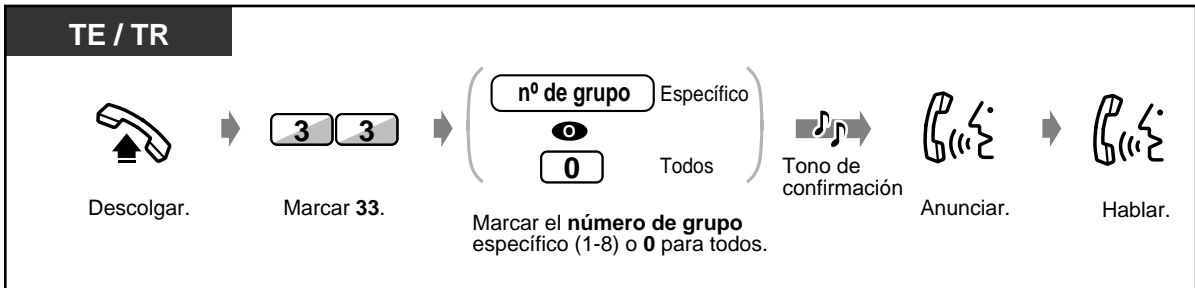 TE / TR
nº de grupo Específico
o
3 3
0 Todos
Tono de
confirmación
Descolgar.
Marcar 33.
Marcar el número de grupo
específico (1-8) o 0 para todos.
Anunciar.
Hablar.